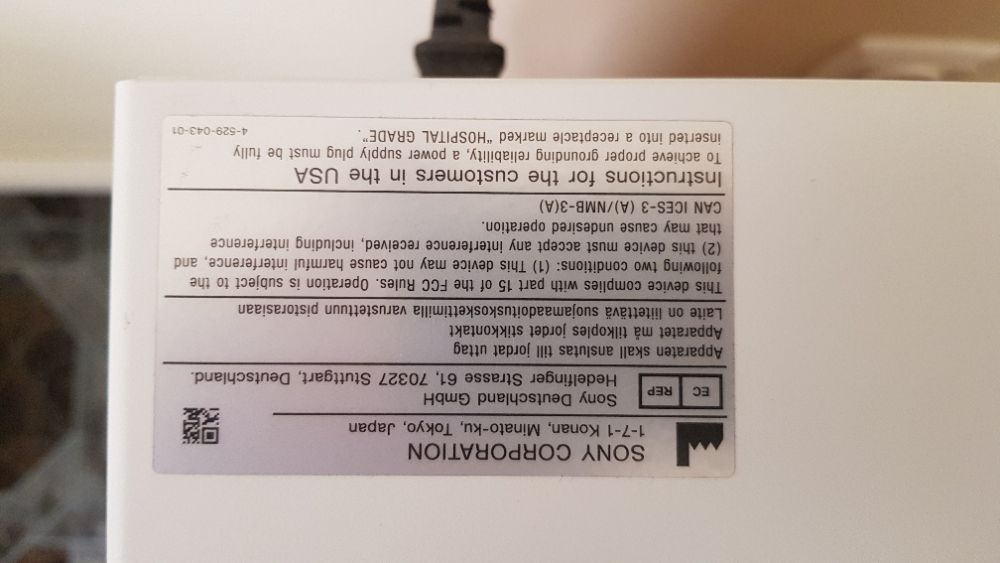 SONY CORPORATION
1-7-1 Konan, Minato-ku, Tokyo, Japan
EC REP
Sony Deutschland GmbH
Hedelfinger Strasse 61, 70327 Stuttgart, Deutschland.
Apparaten skall anslutas till jordat uttag
Apparatet må tilkoples jordet stikkontakt
Laite on liitettävä suojamaadoituskoskettimilla varustettuun pistorasiaan
This device complies with part 15 of the FCC Rules. Operation is subject to the
following two conditions: (1) This device may not cause harmful interference, and
(2) this device must accept any interference received, including interference
that may cause undesired operation.
CAN ICES-3 (A)/NMB-3(A)
Instructions for the customers in the USA
To achieve proper grounding reliability, a power supply plug must be fully
inserted into a receptacle marked "HOSPITAL GRADE".
4-529-043-01